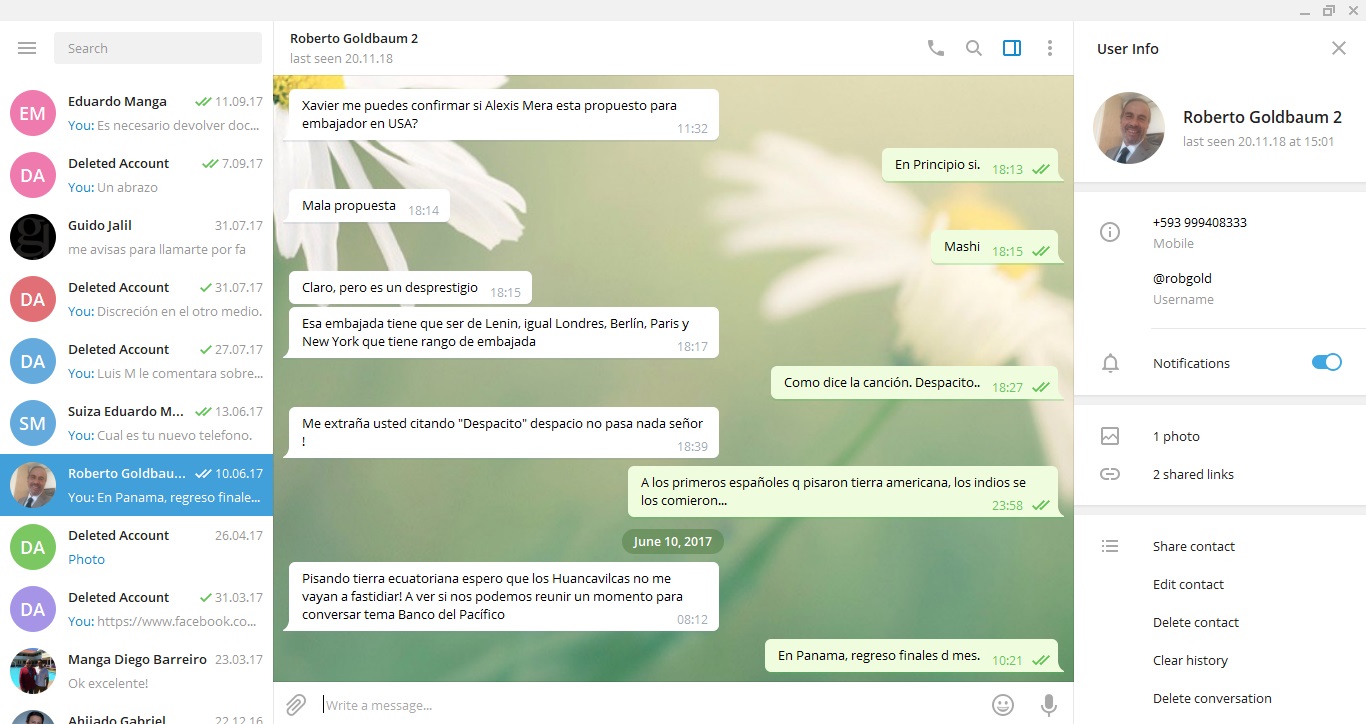 Search
Eduardo Manga 11.09.17
You: Es necesario devolver doc...
Deleted Account 7.09.17
You: Un abrazo
Guido Jalil 31.07.17
me avisas para llamarte por fa
Deleted Account 31.07.17
You: Discreción en el otro medio.
Deleted Account 27.07.17
You: Luis M le comentara sobre...
Suiza Eduardo M... 13.06.17
You: Cual es tu nuevo telefono.
Roberto Goldbau... 10.06.17
You: En Panama, regreso finale...
Deleted Account 26.04.17
Photo
Deleted Account 31.03.17
You: https://www.facebook.co...
Manga Diego Barreiro 23.03.17
Ok excelente!
Ahijado Gabriel 22.12.16
EM
DA
gj
DA
DA
SM
DA
DA
Roberto Goldbaum 2
last seen 20.11.18
Xavier me puedes confirmar si Alexis Mera esta propuesto para
embajador en USA?
11:32
En Principio si. 18:13
Mala propuesta 18:14
Mashi 18:15
Claro, pero es un desprestigio 18:15
Esa embajada tiene que ser de Lenin, igual Londres, Berlín, Paris y
New York que tiene rango de embajada
18:17
Como dice la canción. Despacito.. 18:27
Me extraña usted citando "Despacito" despacio no pasa nada señor
!
18:39
A los primeros españoles q pisaron tierra americana, los indios se
los comieron...
23:58
June 10, 2017
Pisando tierra ecuatoriana espero que los Huancavilcas no me
vayan a fastidiar! A ver si nos podemos reunir un momento para
conversar tema Banco del Pacífico
08:12
En Panama, regreso finales d mes. 10:21
Write a message...
User Info
Roberto Goldbaum 2
last seen 20.11.18 at 15:01
+593 999408333
Mobile
@robgold
Username
Notifications
1 photo
2 shared links
Share contact
Edit contact
Delete contact
Clear history
Delete conversation